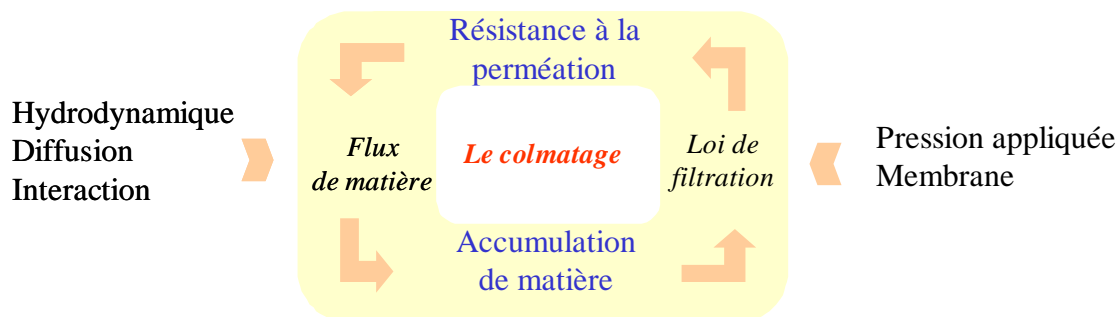 Résistance à la
perméation
Hydrodynamique
Diffusion
Interaction
Flux
de matière
Le colmatage
Loi de
filtration
Pression appliquée
Membrane
Accumulation
de matière